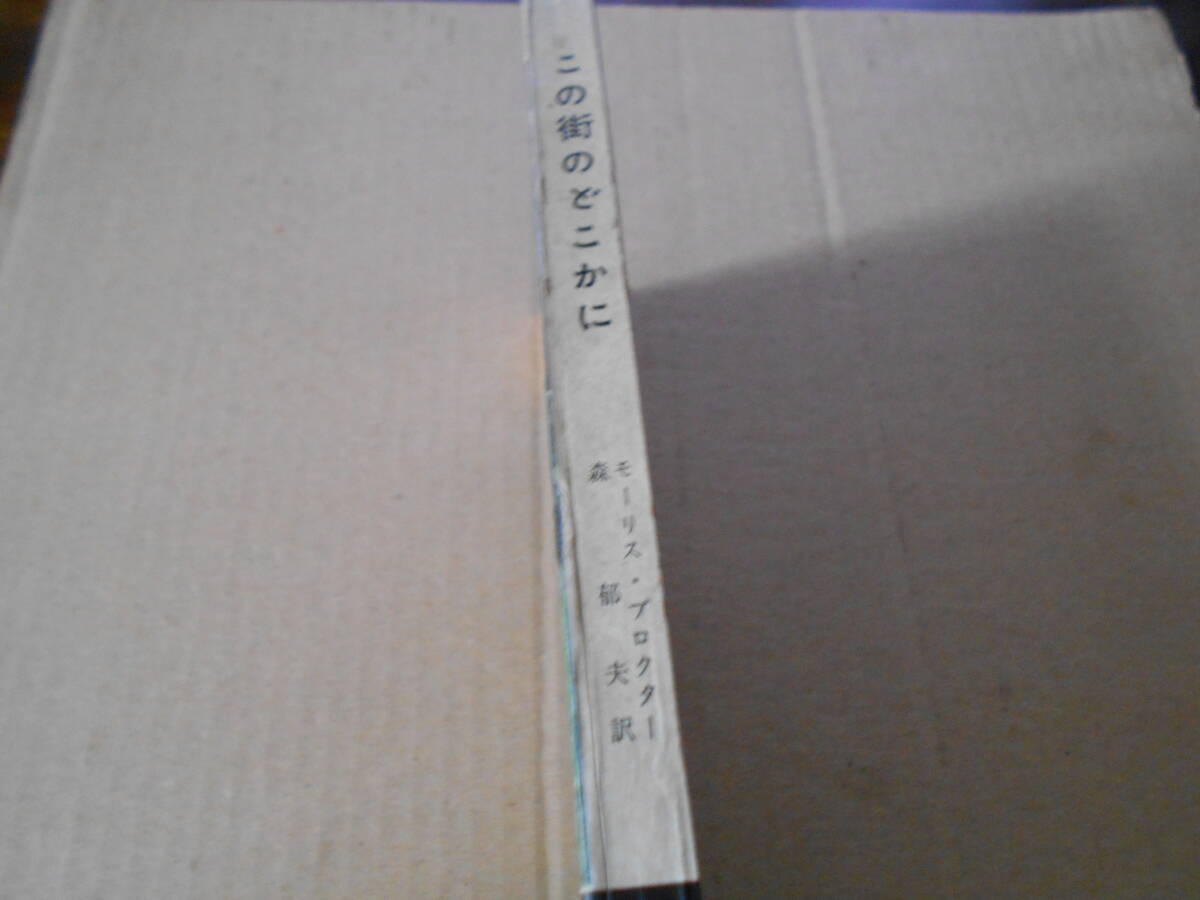 この街のどこかに
モーリス・プロクター
森郁夫訳